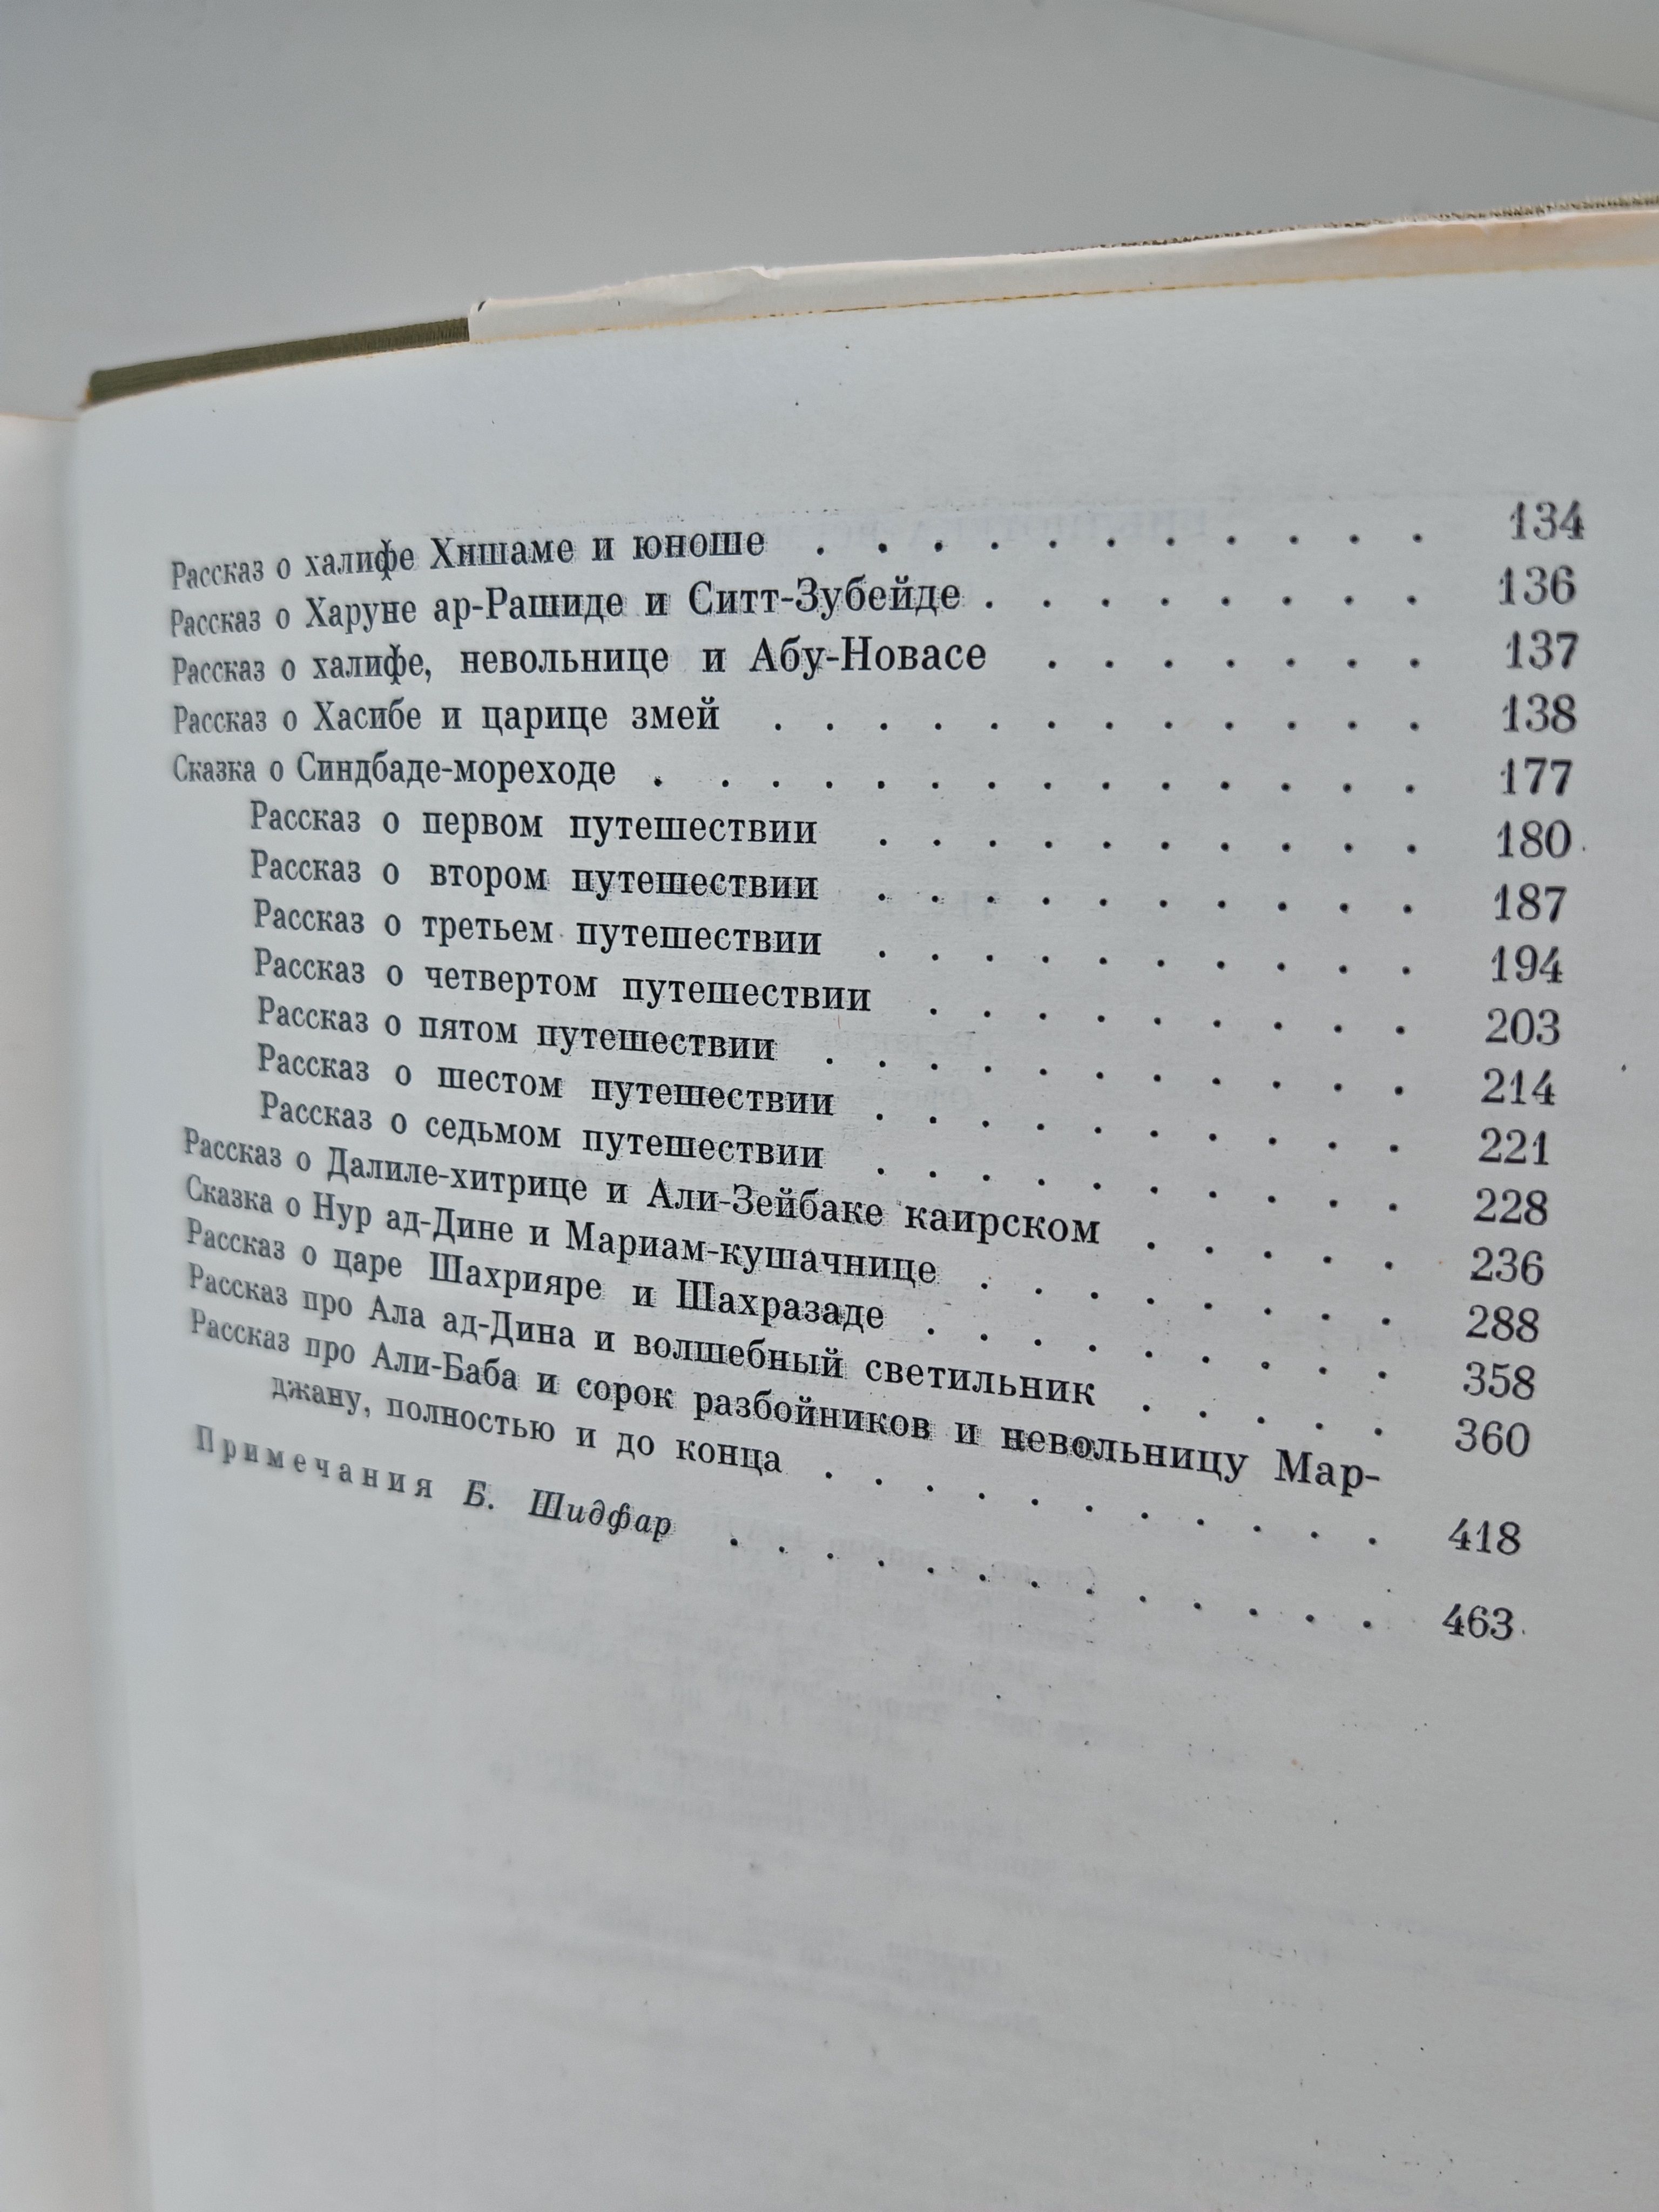 Рассказ о халифе Хишаме и юноше . . . . . . . . . . . 134
Рассказ о Харуне ар-Рашиде и Ситт-Зубейде . . . . . . . . 136
Рассказ о халифе, невольнице и Абу-Новасе . . . . . . . 137
Рассказ о Хасибе и царице змей . . . . . . . . . . . . 138
Сказка о Синдбаде-мореходе . . . . . . . . . . . . . . 177
Рассказ о первом путешествии . . . . . . . . . . 180
Рассказ о втором путешествии . . . . . . . . . . 187
Рассказ о третьем путешествии . . . . . . . . . . 194
Рассказ о четвертом путешествии . . . . . . . . . 203
Рассказ о пятом путешествии . . . . . . . . . . . 214
Рассказ о шестом путешествии . . . . . . . . . . 221
Рассказ о седьмом путешествии . . . . . . . . . . 228
Рассказ о Далиле-хитрице и Али-Зейбаке каирском . . . . . 236
Сказка о Нур ад-Дине и Мариам-кушачнице . . . . . . . . 288
Рассказ о царе Шахрияре и Шахразаде . . . . . . . . . 358
Рассказ про Ала ад-Дина и волшебный светильник . . . . . 360
Рассказ про Али-Баба и сорок разбойников и невольницу Мар-
джану, полностью и до конца . . . . . . . . . . . 418
Примечания Б. Шидфар . . . . . . . . . . . . . 463